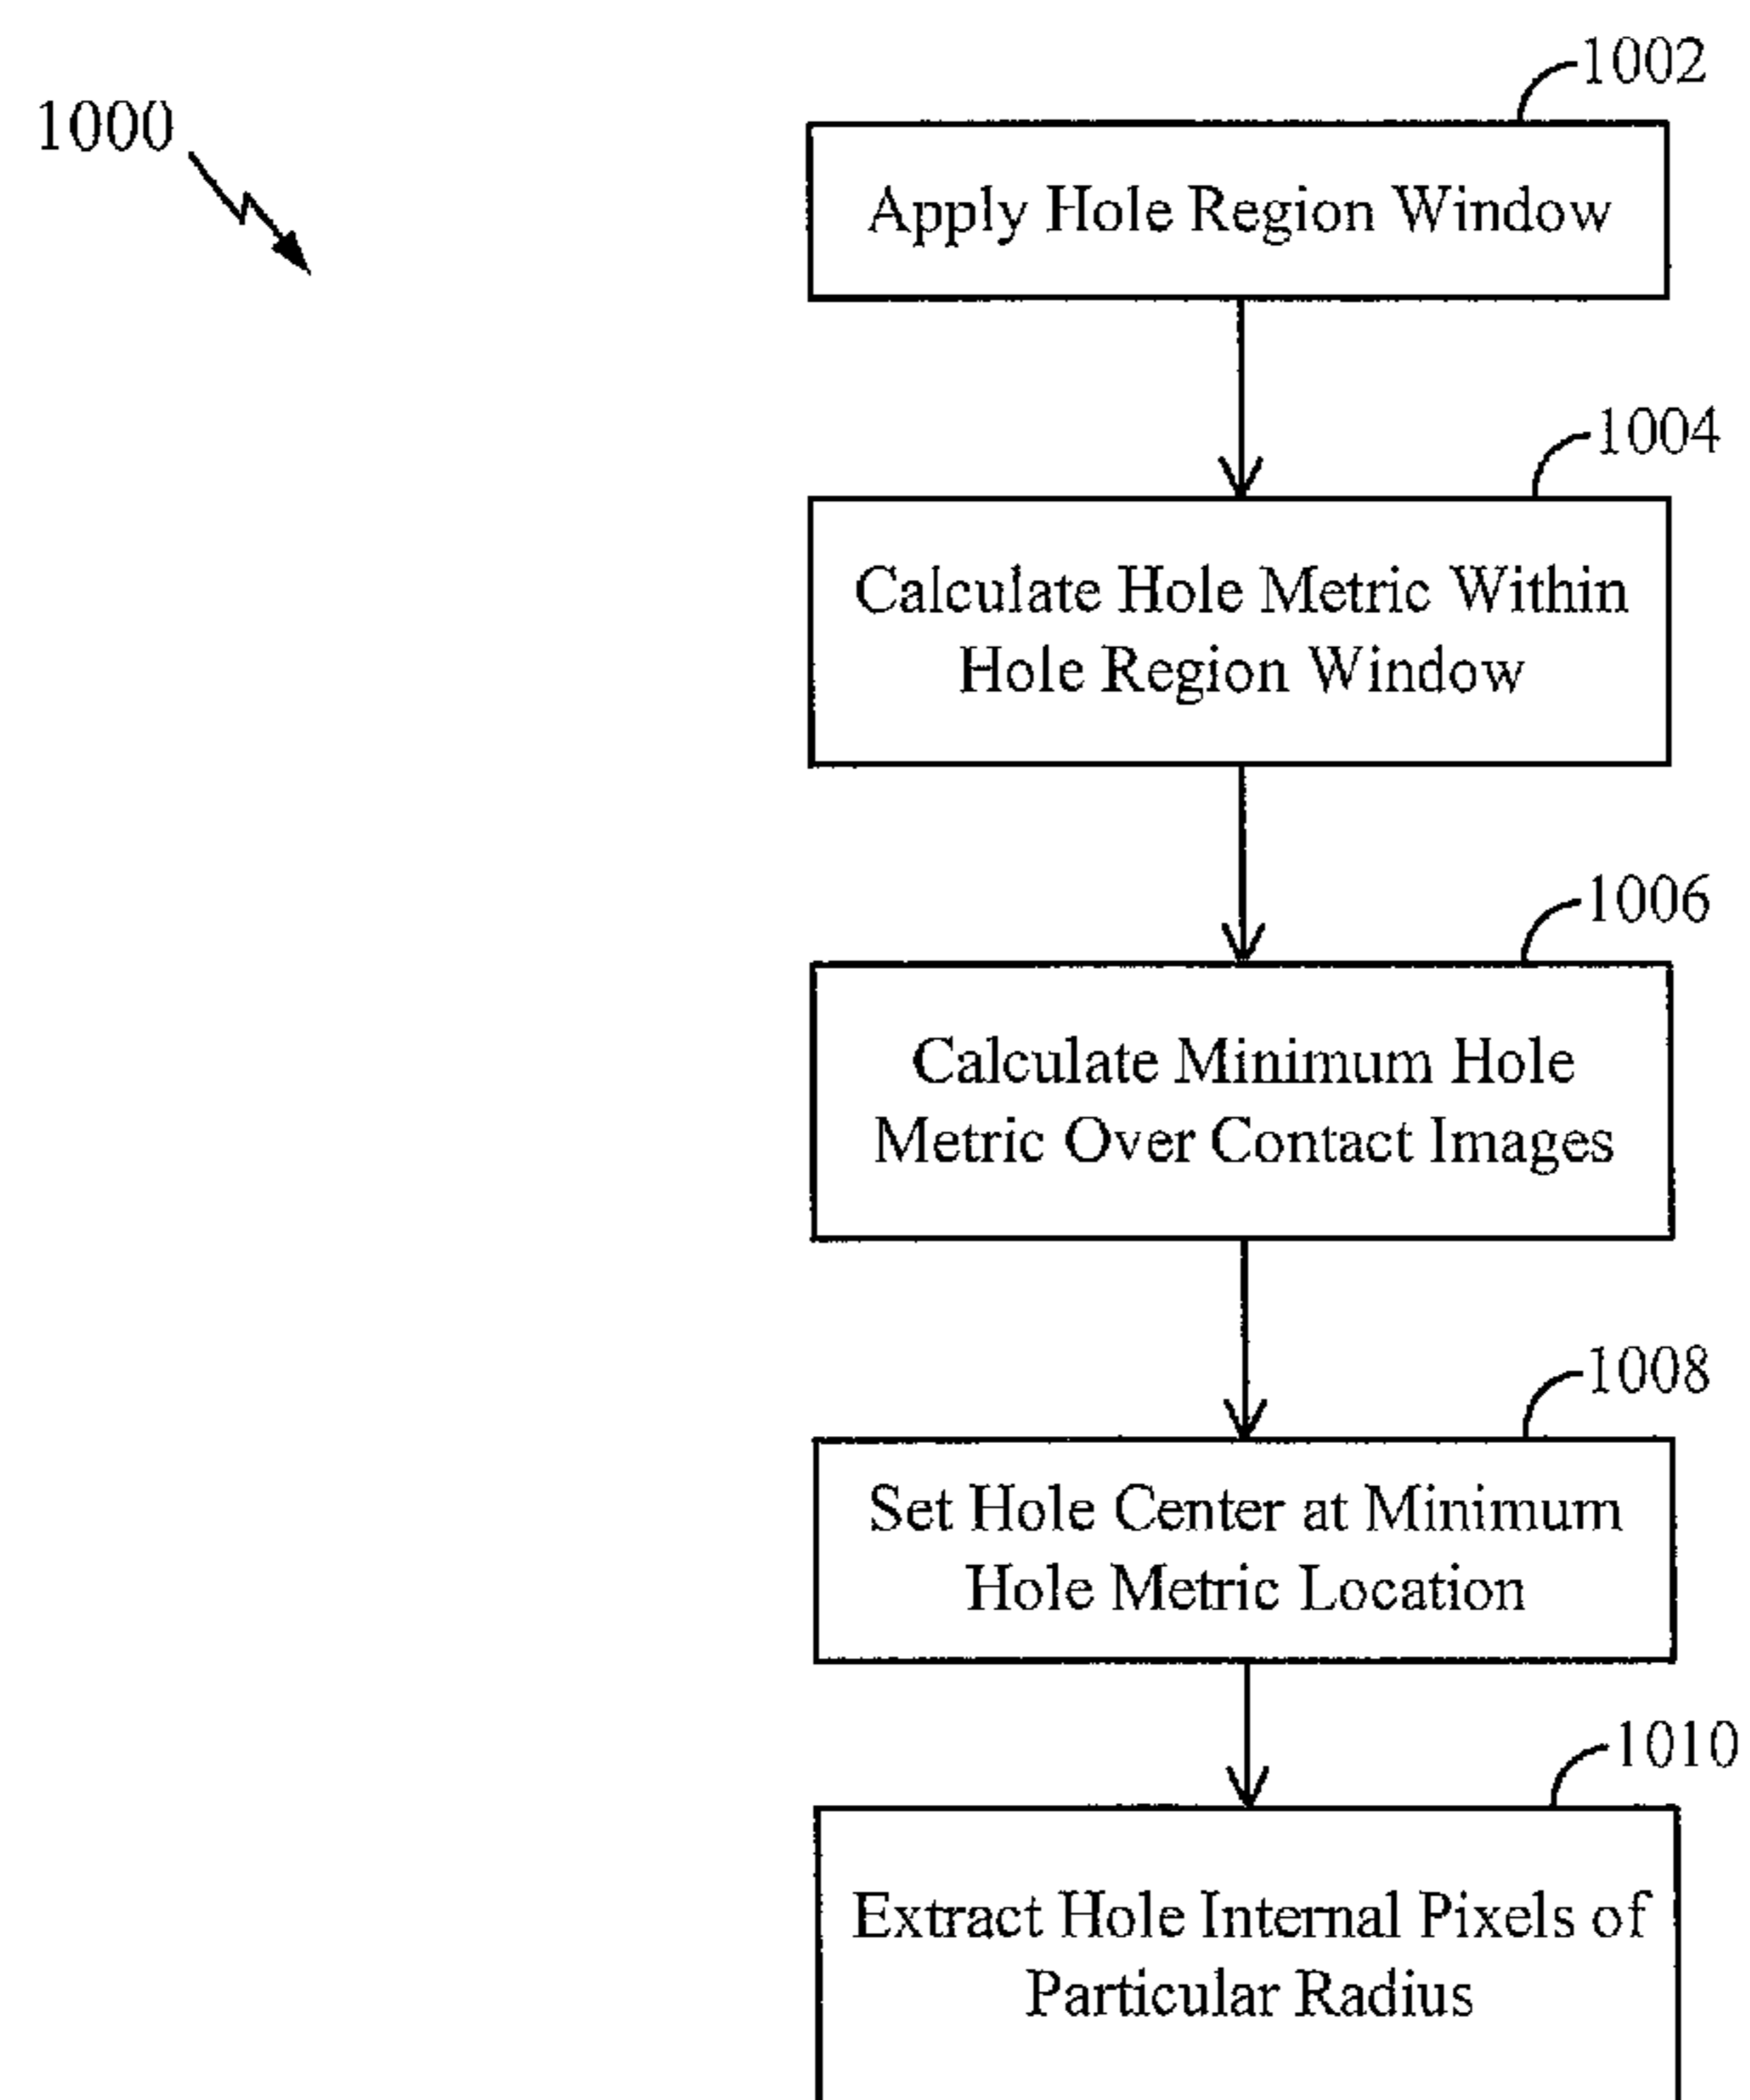 1000
1002
Apply Hole Region Window
1004
Calculate Hole Metric Within
Hole Region Window
1006
Calculate Minimum Hole
Metric Over Contact Images
1008
Set Hole Center at Minimum
Hole Metric Location
1010
Extract Hole Internal Pixels of
Particular Radius